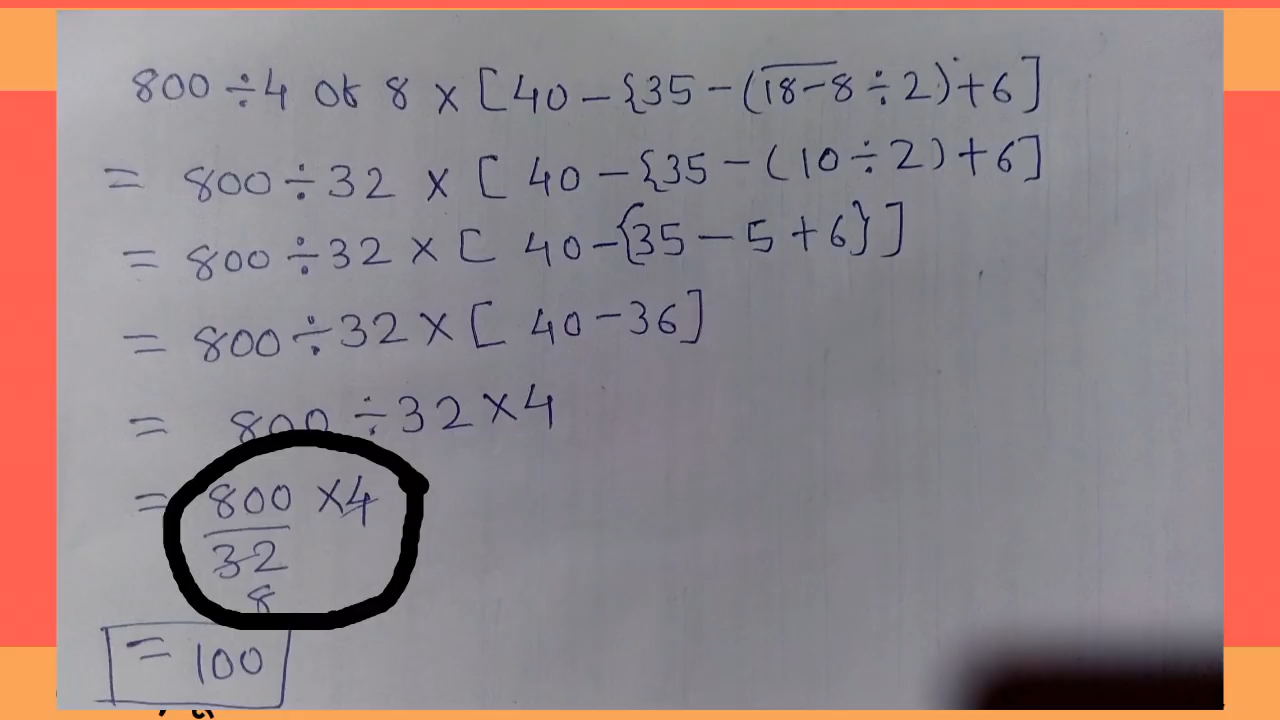 800 ÷ 4 of 8 × [40 - {35 - (18-8 ÷ 2) + 6]
= 800 ÷ 32 × [ 40 - {35 - ( 10 ÷ 2) + 6]
= 800 ÷ 32 × [ 40 - {35 - 5 + 6}]
= 800 ÷ 32 × [ 40 - 36]
= 800 ÷ 32 × 4
= 800 × 4
32
8
= 100